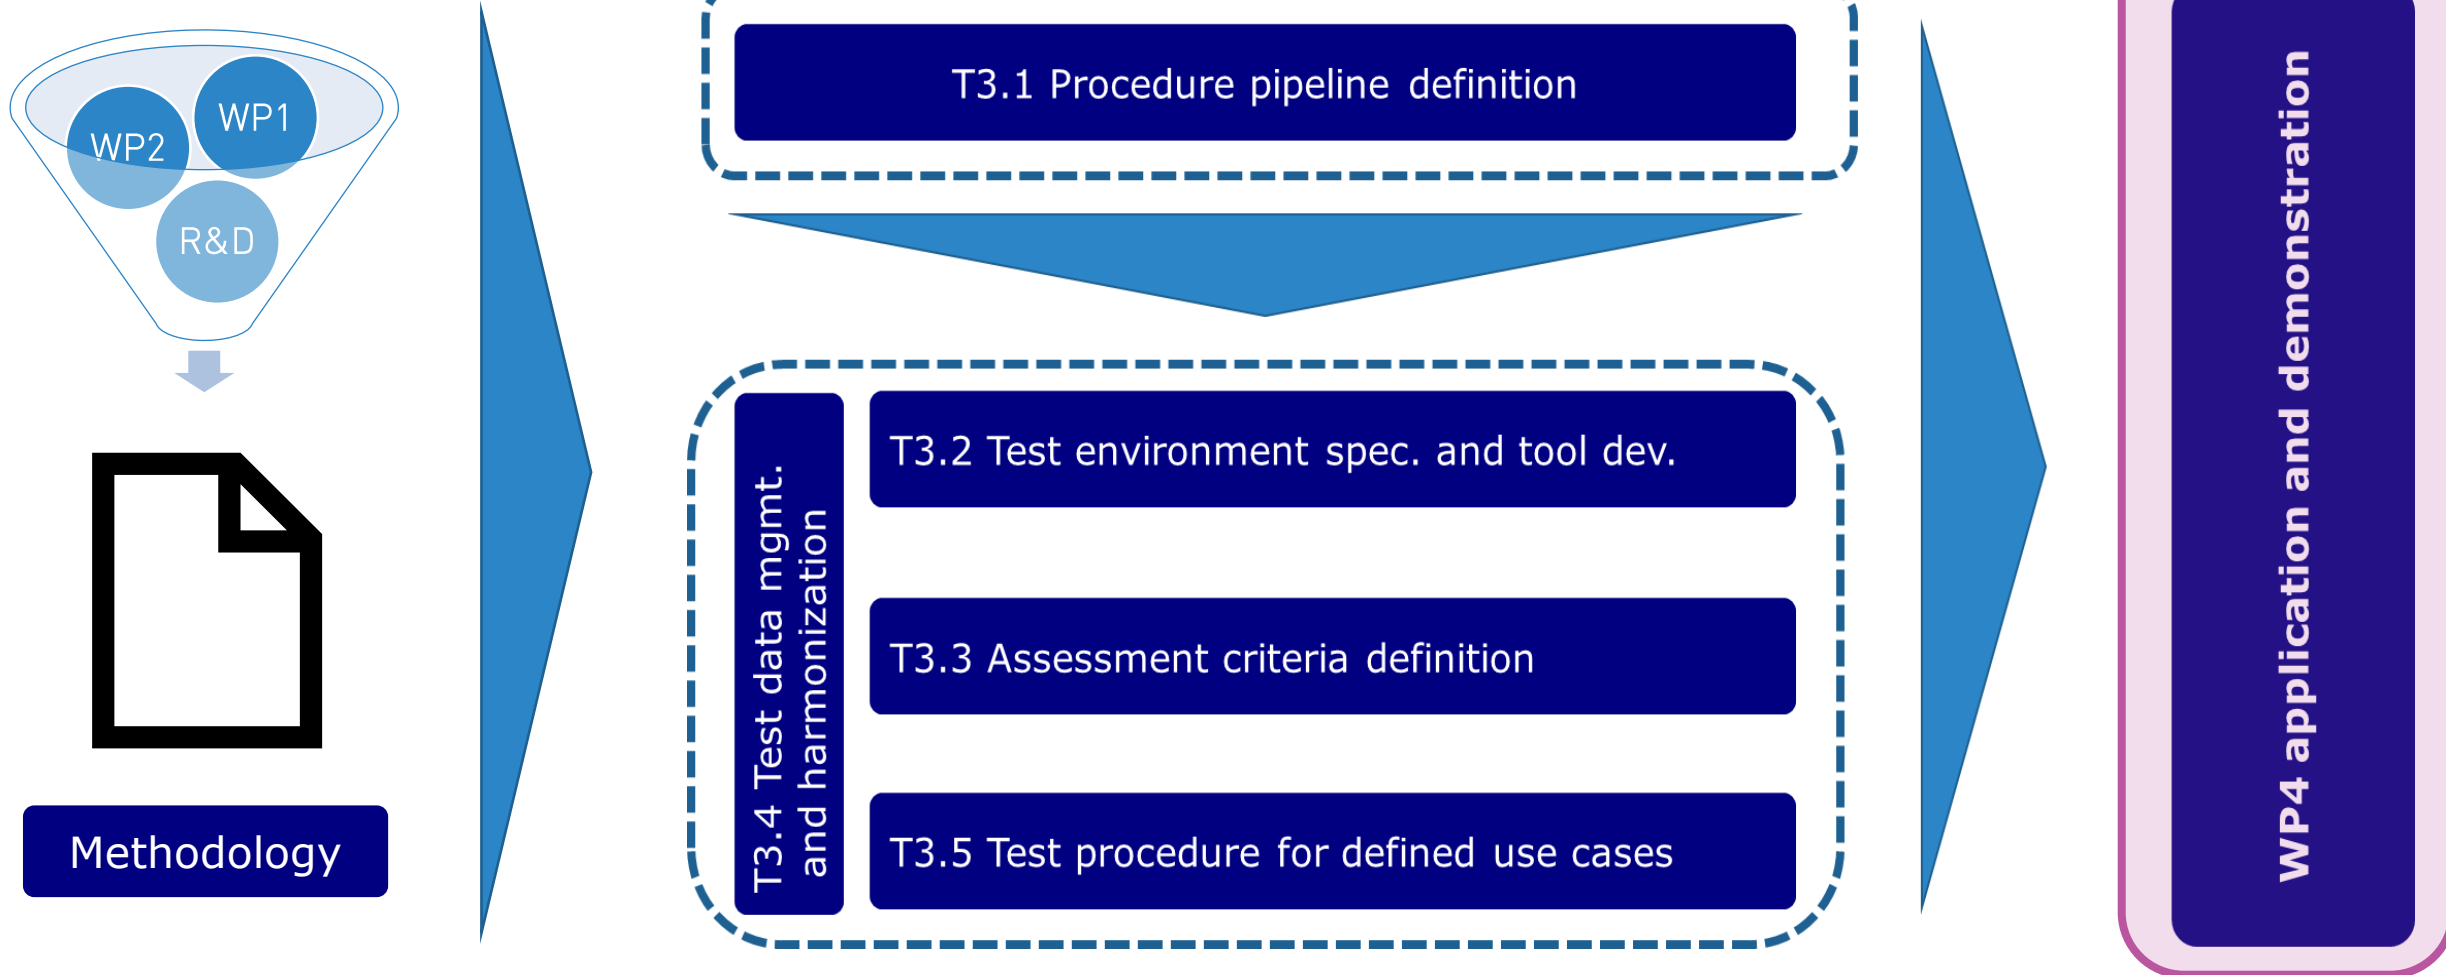 WP1
WP2
R&D
Methodology
T3.1 Procedure pipeline definition
T3.4 Test data mgmt.
and harmonization
T3.2 Test environment spec. and tool dev.
T3.3 Assessment criteria definition
T3.5 Test procedure for defined use cases
WP4 application and demonstration